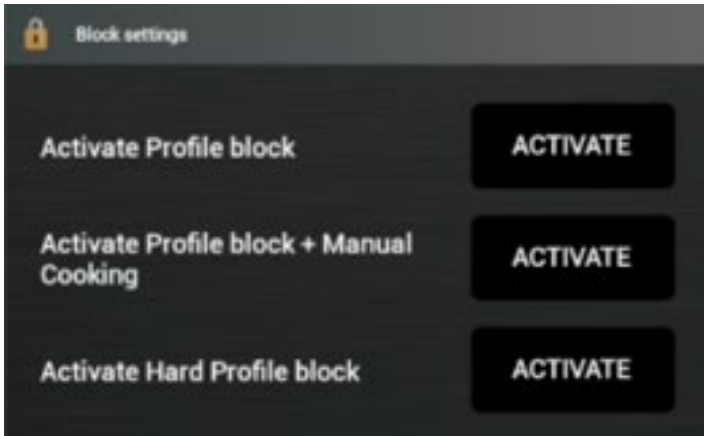 Block settings
Activate Profile block
ACTIVATE
Activate Profile block + Manual
Cooking
ACTIVATE
Activate Hard Profile block
ACTIVATE